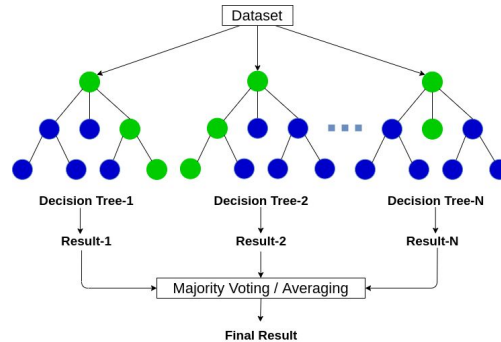 Dataset
Decision Tree-1 Decision Tree-2 Decision Tree-N
Result-1 Result-2 Result-N
Majority Voting / Averaging
Final Result